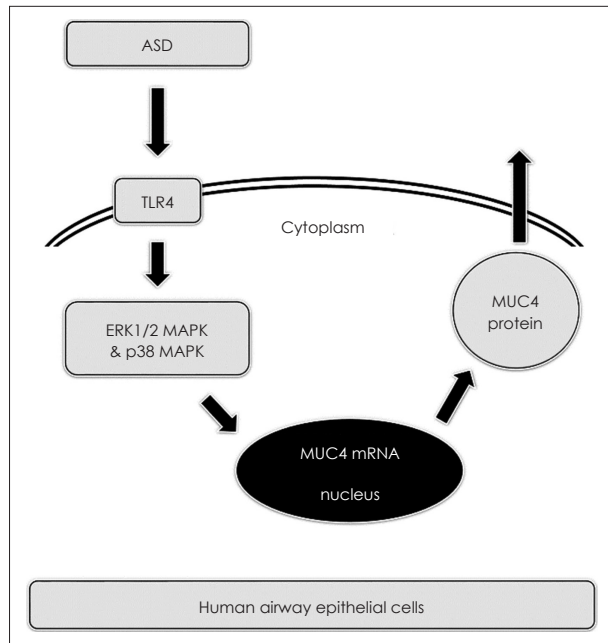 ASD
TLR4
Cytoplasm
ERK1/2 MAPK
& p38 MAPK
MUC4
protein
MUC4 mRNA
nucleus
Human airway epithelial cells